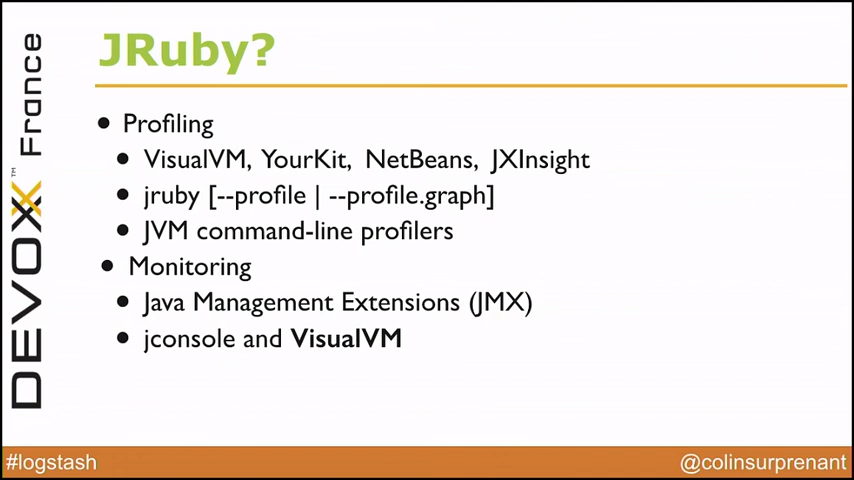 JRuby?
DEVOXX™ France
• Profiling
• VisualVM, YourKit, NetBeans, JXInsight
• jruby [--profile | --profile.graph]
• JVM command-line profilers
• Monitoring
• Java Management Extensions (JMX)
• jconsole and VisualVM
#logstash
@colinsurprenant